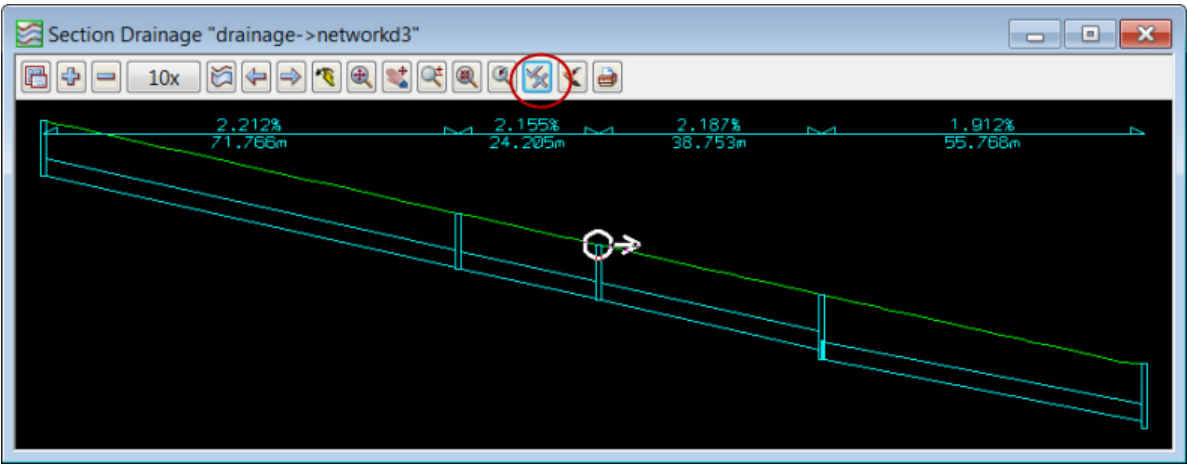 Section Drainage "drainage->networkd3"
10x
2.212% 2.155% 2.187% 1.912%
71.766m 24.205m 38.753m 55.768m